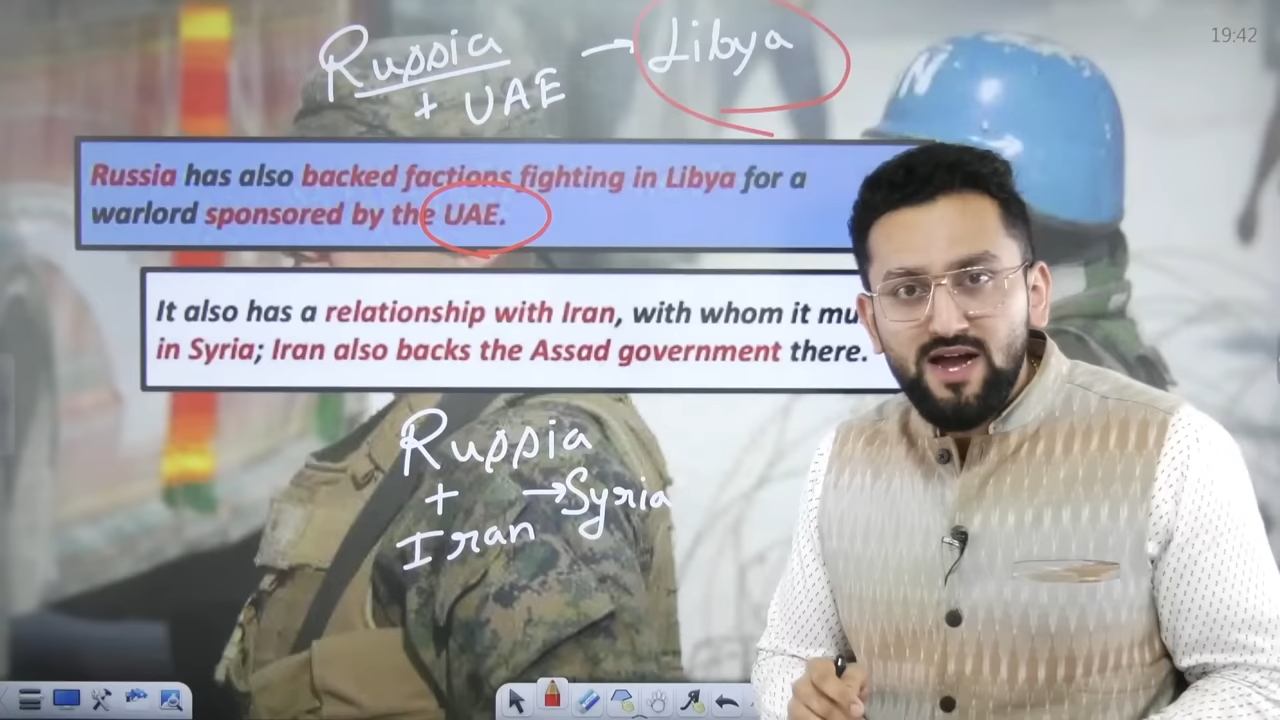 Russia → Libya
+ UAE
19:42
N
Russia has also backed factions fighting in Libya for a
warlord sponsored by the UAE.
It also has a relationship with Iran, with whom it mu
in Syria; Iran also backs the Assad government there.
Russia
+ → Syria
Iran